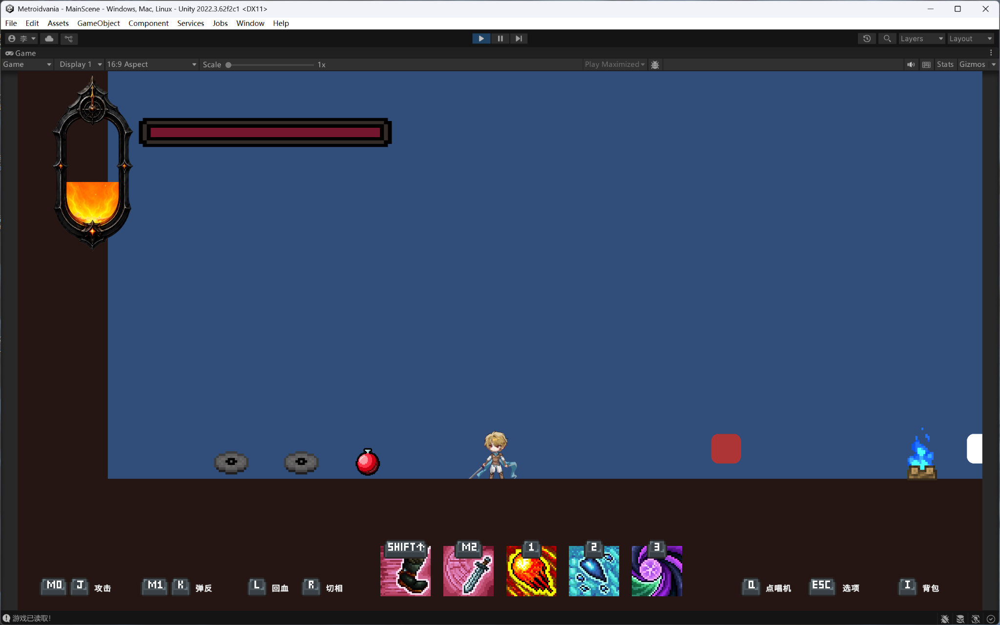 Metroidvania - MainScene - Windows, Mac, Linux - Unity 2022.3.62f2c1 <DX11>
File Edit Assets GameObject Component Services Jobs Window Help
李 Layers Layout
Game
Game Display 1 16:9 Aspect Scale 1x Play Maximized Stats Gizmos
SHIFT↑ M2 1 2 3
M0 J 攻击 M1 K 弹反 L 回血 R 切相 Q 点唱机 ESC 选项 I 背包
游戏已读取!